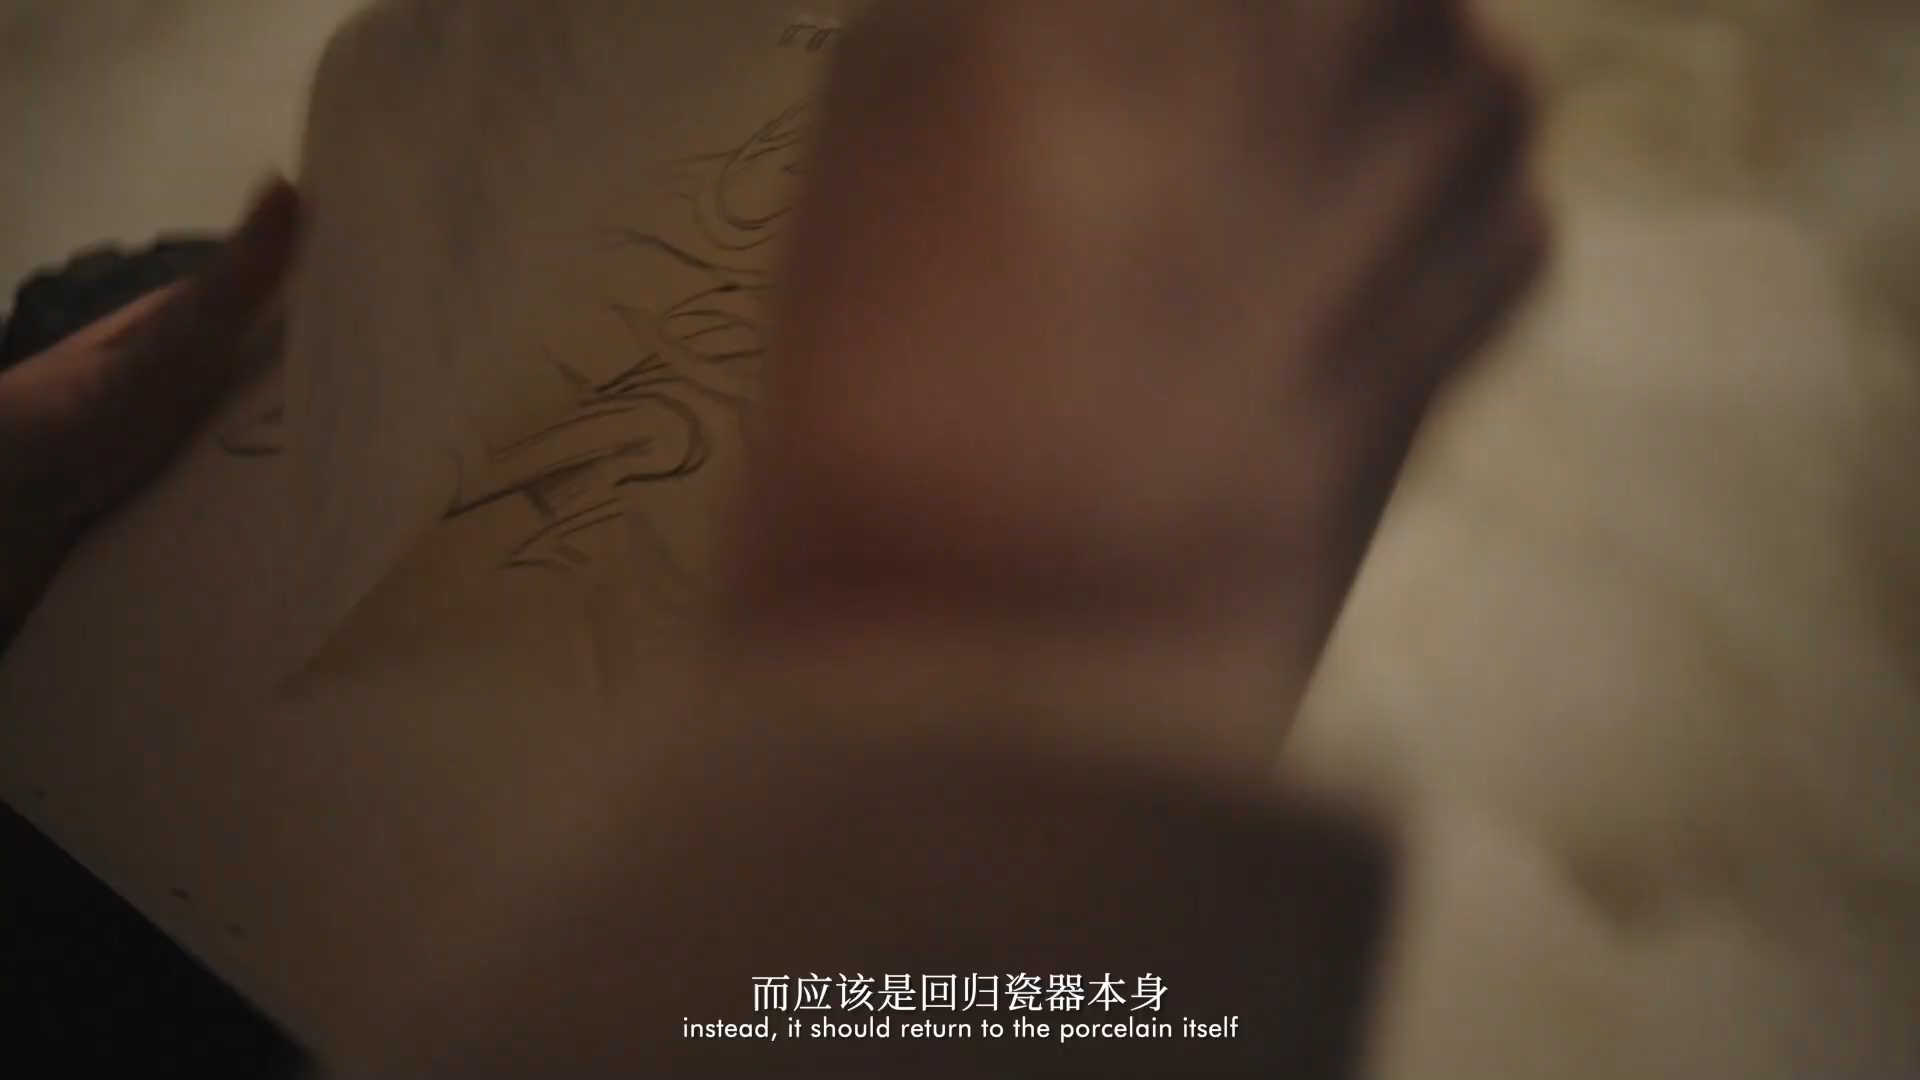 而应该是回归瓷器本身
instead, it should return to the porcelain itself